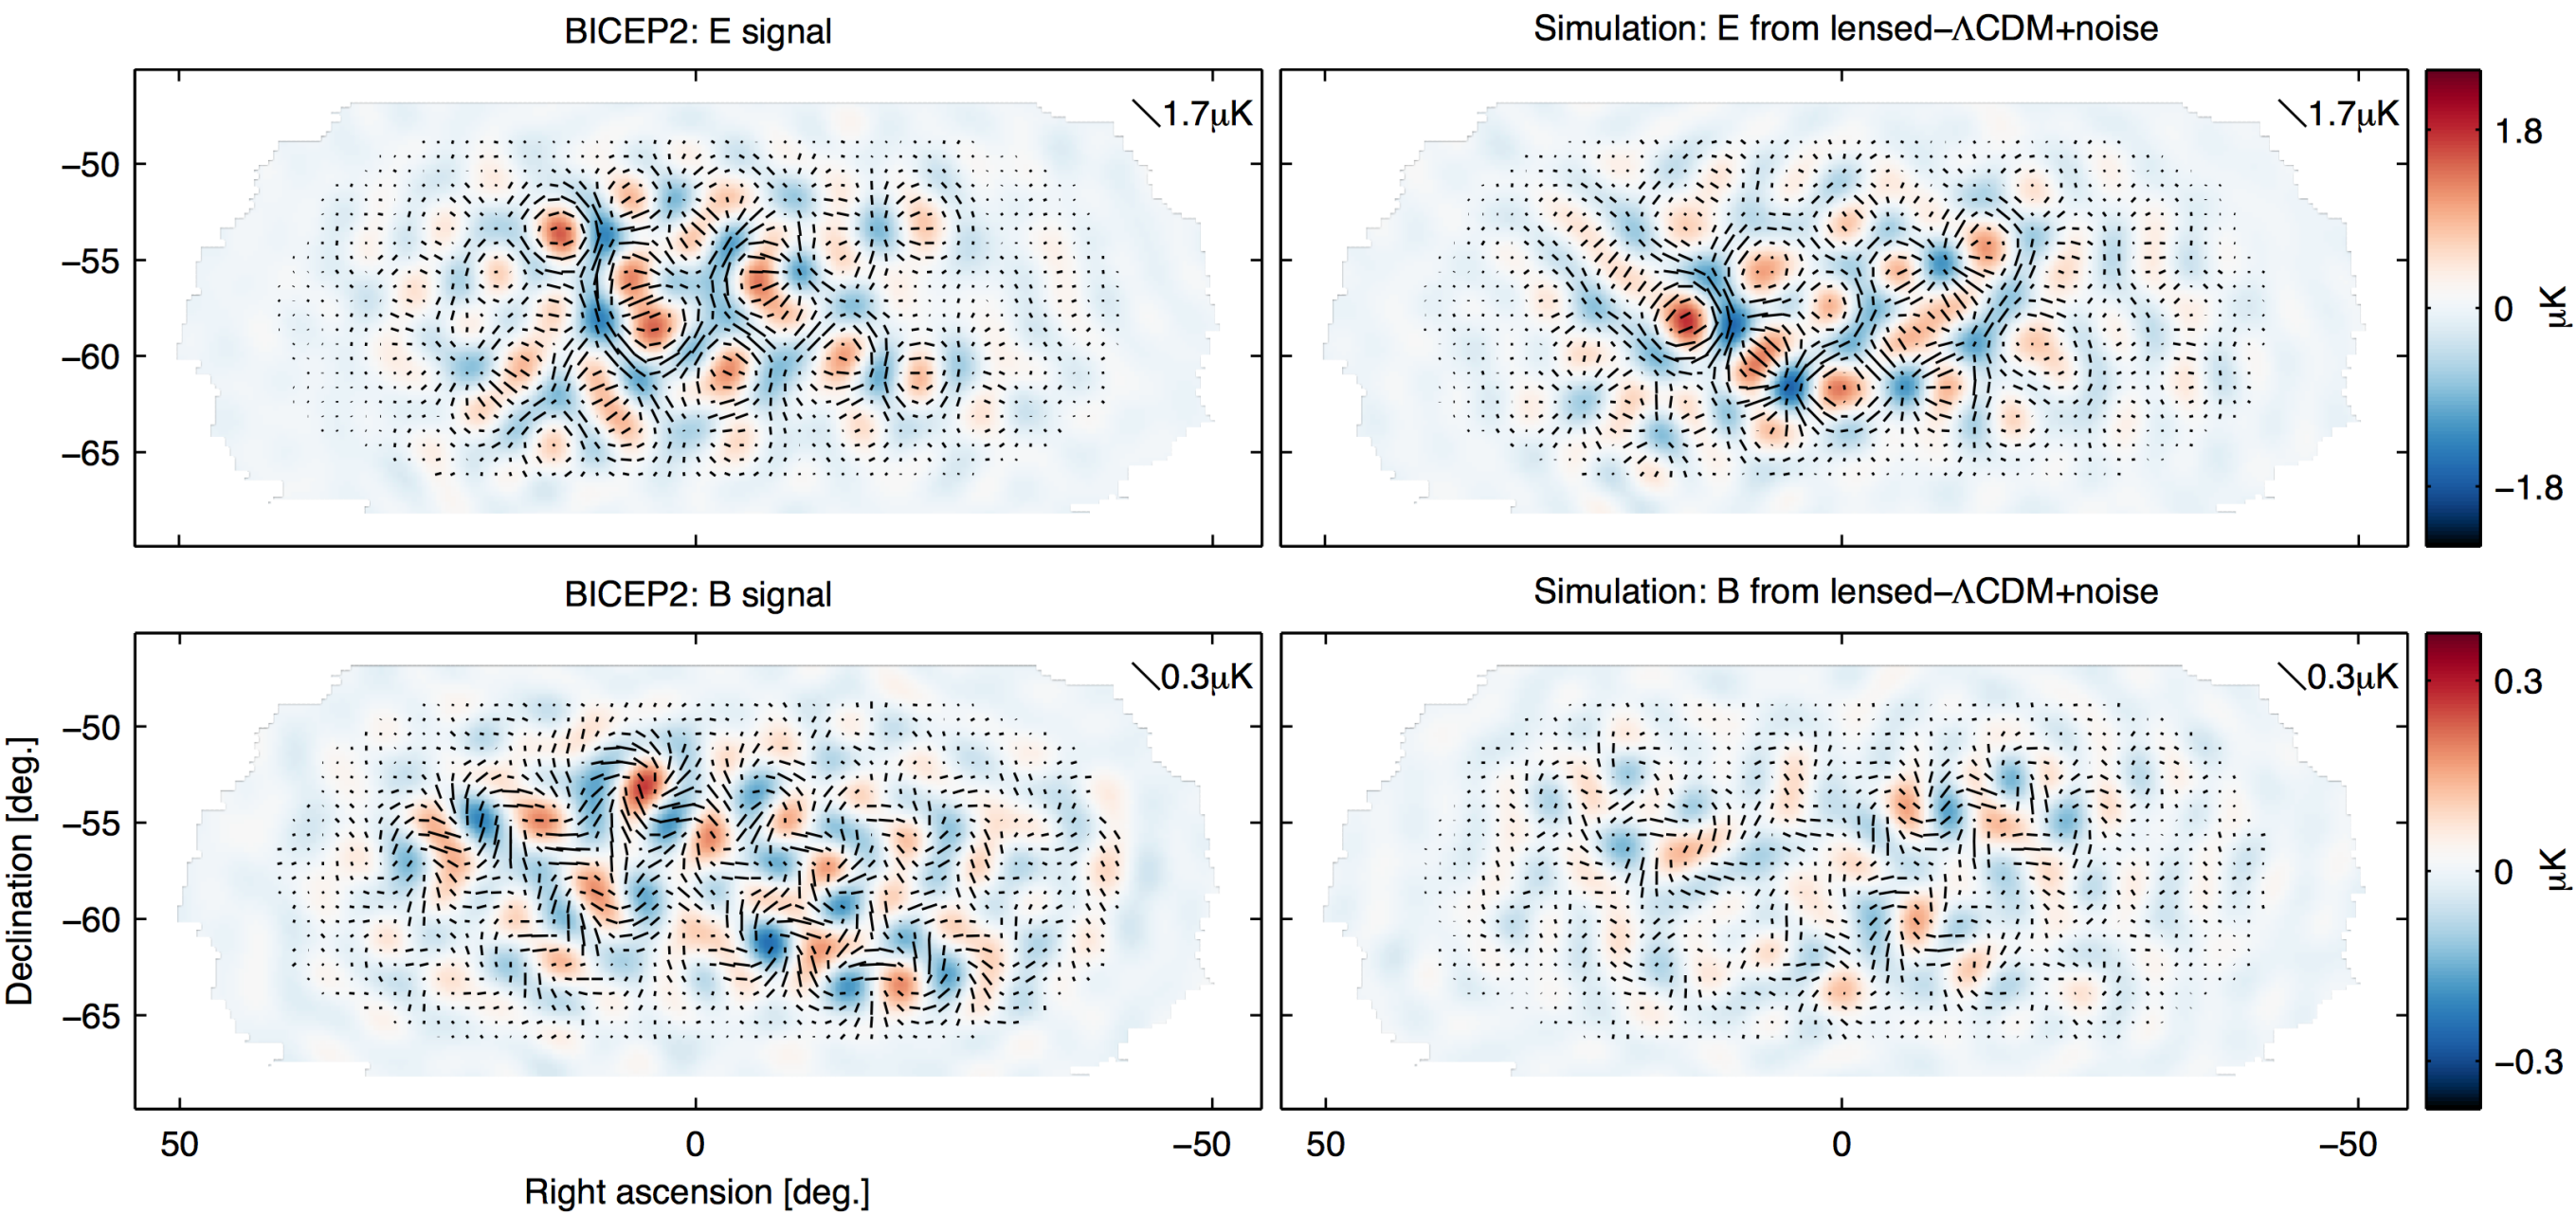 BICEP2: E signal
Simulation: E from lensed−ΛCDM+noise
1.7μK
1.7μK
−50
−55
−60
−65
1.8
0
−1.8
μK
BICEP2: B signal
Simulation: B from lensed−ΛCDM+noise
0.3μK
0.3μK
Declination [deg.]
−50
−55
−60
−65
0.3
0
−0.3
μK
50
0
−50
50
0
−50
Right ascension [deg.]